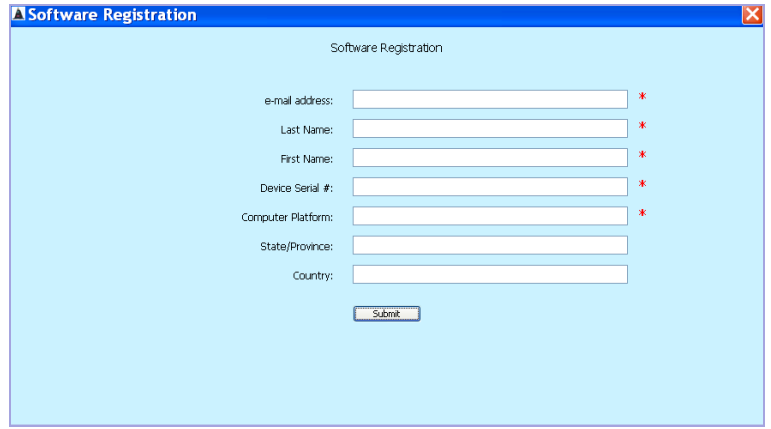 Software Registration
Software Registration
e-mail address: *
Last Name: *
First Name: *
Device Serial #: *
Computer Platform: *
State/Province:
Country:
Submit